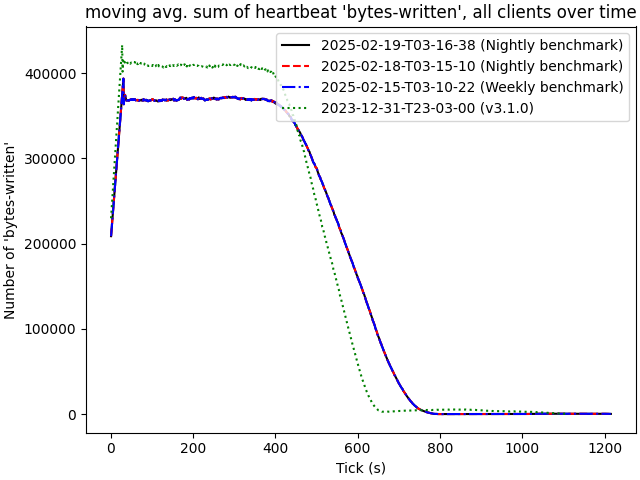 moving avg. sum of heartbeat 'bytes-written', all clients over time
2025-02-19-T03-16-38 (Nightly benchmark)
2025-02-18-T03-15-10 (Nightly benchmark)
2025-02-15-T03-10-22 (Weekly benchmark)
2023-12-31-T23-03-00 (v3.1.0)
Number of 'bytes-written'
400000
300000
200000
100000
0
0 200 400 600 800 1000 1200
Tick (s)